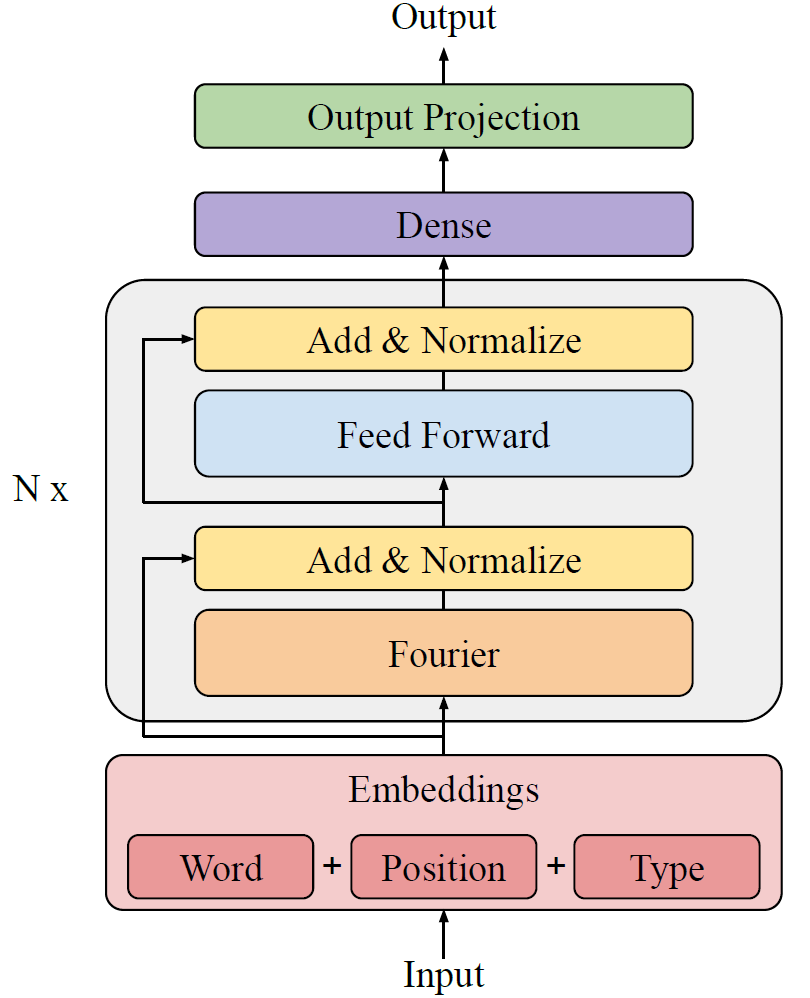 Output
Output Projection
Dense
Add & Normalize
Feed Forward
N x
Add & Normalize
Fourier
Embeddings
Word + Position + Type
Input